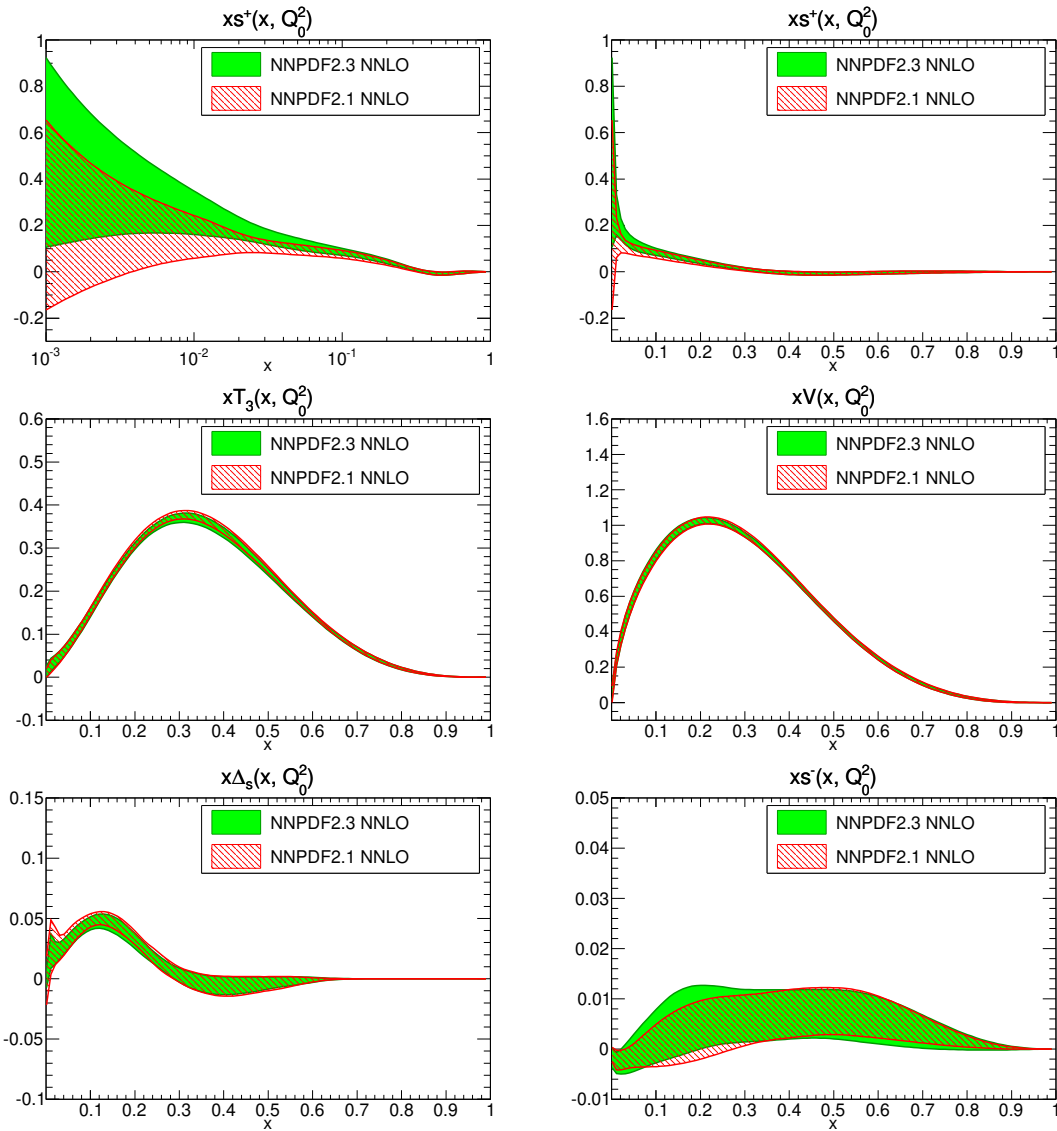 xs⁺(x, Q₀²)
1
0.8
0.6
0.4
0.2
0
-0.2
NNPDF2.3 NNLO
NNPDF2.1 NNLO
10⁻³
10⁻²
10⁻¹
1
x
xs⁺(x, Q₀²)
1
0.8
0.6
0.4
0.2
0
-0.2
NNPDF2.3 NNLO
NNPDF2.1 NNLO
0.1 0.2 0.3 0.4 0.5 0.6 0.7 0.8 0.9 1
x
xT₃(x, Q₀²)
0.6
0.5
0.4
0.3
0.2
0.1
0
-0.1
NNPDF2.3 NNLO
NNPDF2.1 NNLO
0.1 0.2 0.3 0.4 0.5 0.6 0.7 0.8 0.9 1
x
xV(x, Q₀²)
1.6
1.4
1.2
1.0
0.8
0.6
0.4
0.2
0
NNPDF2.3 NNLO
NNPDF2.1 NNLO
0.1 0.2 0.3 0.4 0.5 0.6 0.7 0.8 0.9 1
x
xΔₛ(x, Q₀²)
0.15
0.1
0.05
0
-0.05
-0.1
NNPDF2.3 NNLO
NNPDF2.1 NNLO
0.1 0.2 0.3 0.4 0.5 0.6 0.7 0.8 0.9 1
x
xs⁻(x, Q₀²)
0.05
0.04
0.03
0.02
0.01
0
-0.01
NNPDF2.3 NNLO
NNPDF2.1 NNLO
0.1 0.2 0.3 0.4 0.5 0.6 0.7 0.8 0.9 1
x